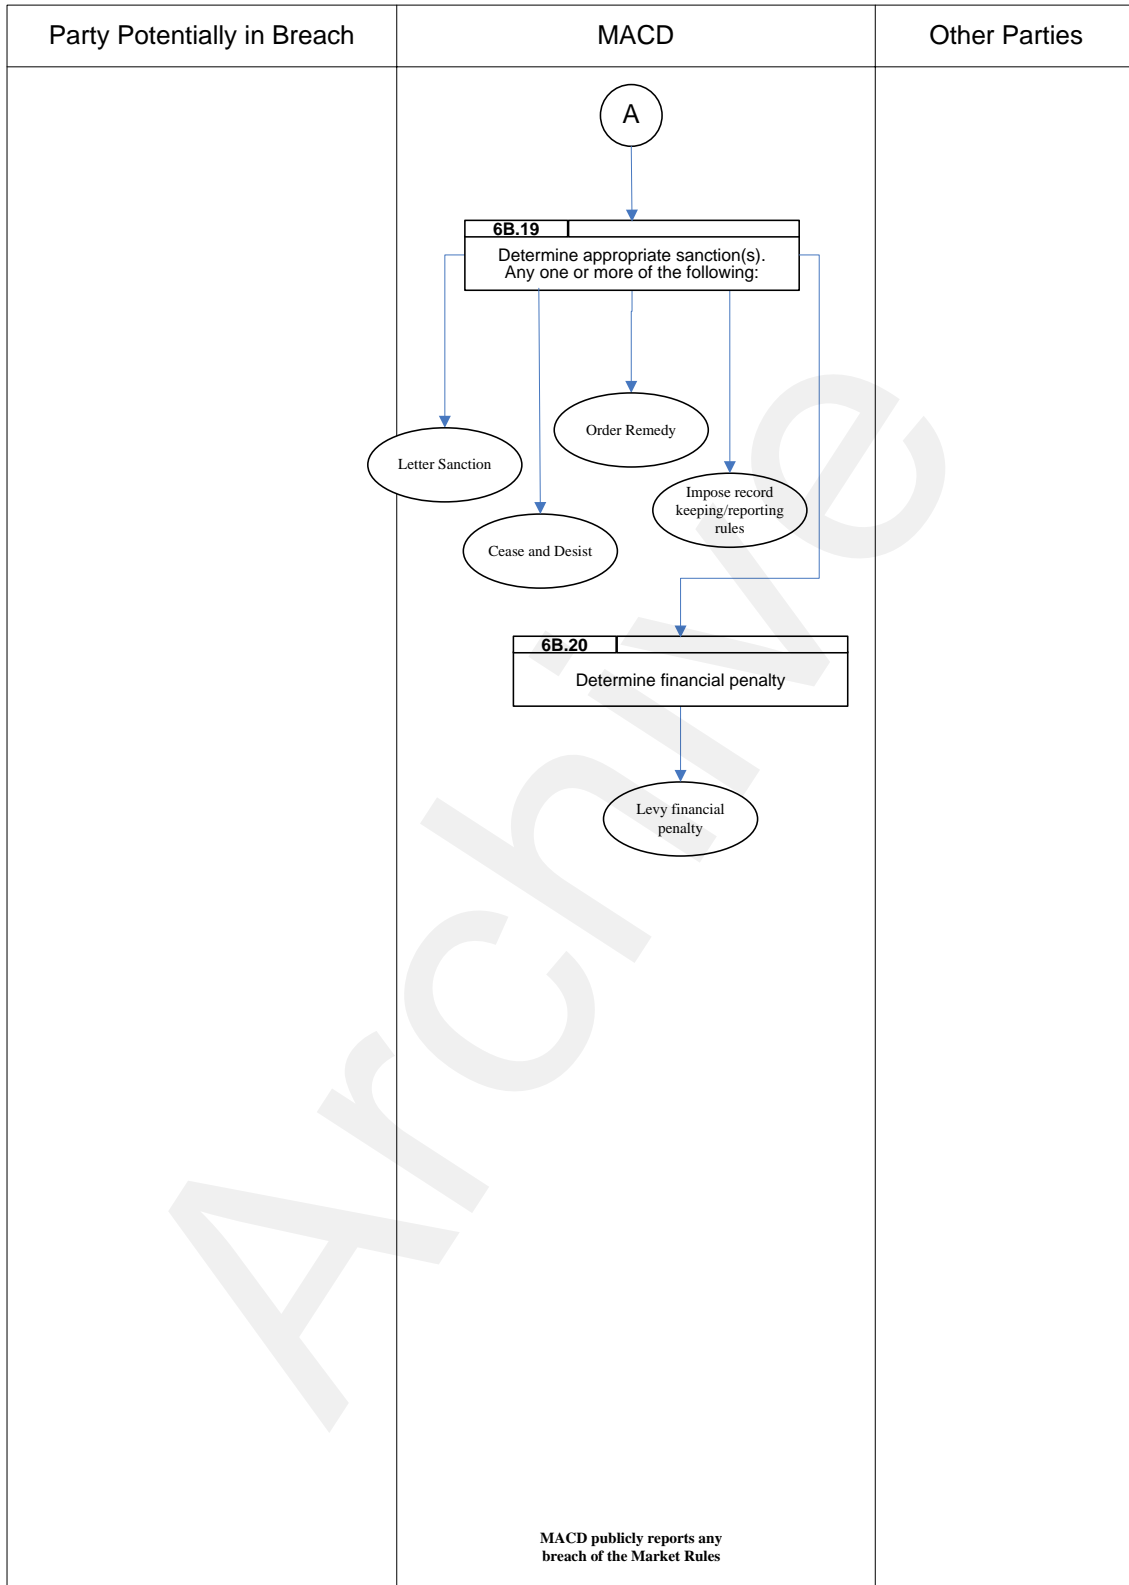 Party Potentially in Breach
MACD
Other Parties
A
6B.19
Determine appropriate sanction(s).
Any one or more of the following:
Order Remedy
Letter Sanction
Impose record
keeping/reporting
rules
Cease and Desist
6B.20
Determine financial penalty
Levy financial
penalty
Archive
MACD publicly reports any
breach of the Market Rules